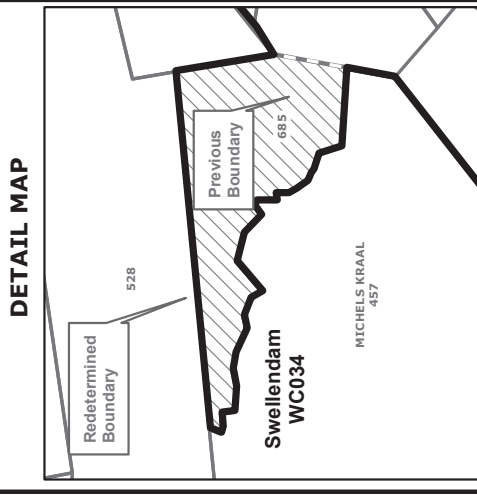 DETAIL MAP
Redetermined
Boundary
528
Previous
Boundary
685
Swellendam
WC034
MICHELS KRAAL
457